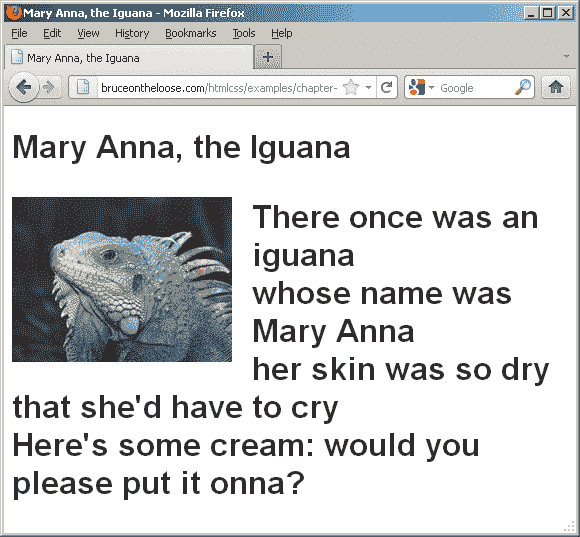 Mary Anna, the Iguana - Mozilla Firefox
File Edit View History Bookmarks Tools Help
Mary Anna, the Iguana
bruceontheloose.com/htmlcss/examples/chapter- Google
Mary Anna, the Iguana
There once was an
iguana
whose name was
Mary Anna
her skin was so dry
that she'd have to cry
Here's some cream: would you
please put it onna?